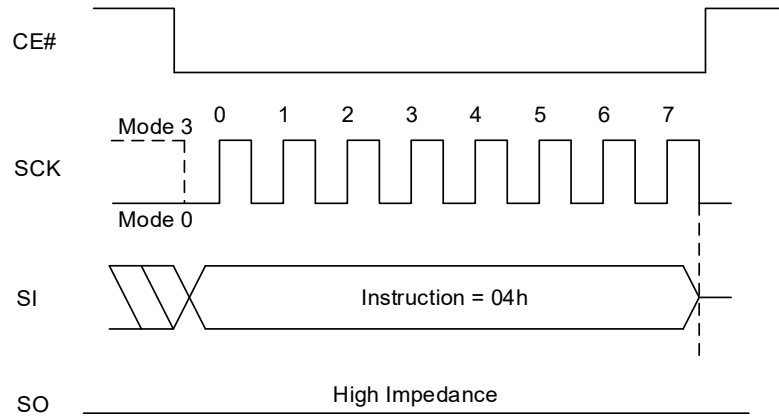 CE#
0 1 2 3 4 5 6 7
Mode 3
SCK
Mode 0
SI
Instruction = 04h
High Impedance
SO